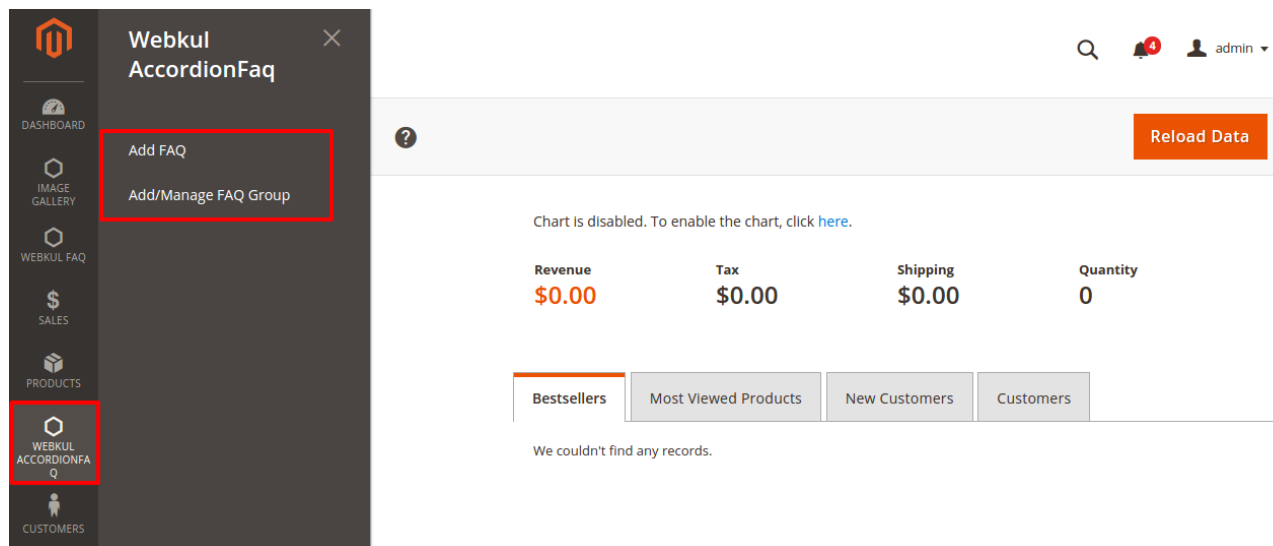 DASHBOARD
IMAGE
GALLERY
WEBKUL FAQ
$
SALES
PRODUCTS
WEBKUL
ACCORDIONFA
Q
CUSTOMERS
Webkul
AccordionFaq
Add FAQ
Add/Manage FAQ Group
4
admin
?
Reload Data
Chart is disabled. To enable the chart, click here.
Revenue Tax Shipping Quantity
$0.00 $0.00 $0.00 0
Bestsellers Most Viewed Products New Customers Customers
We couldn't find any records.